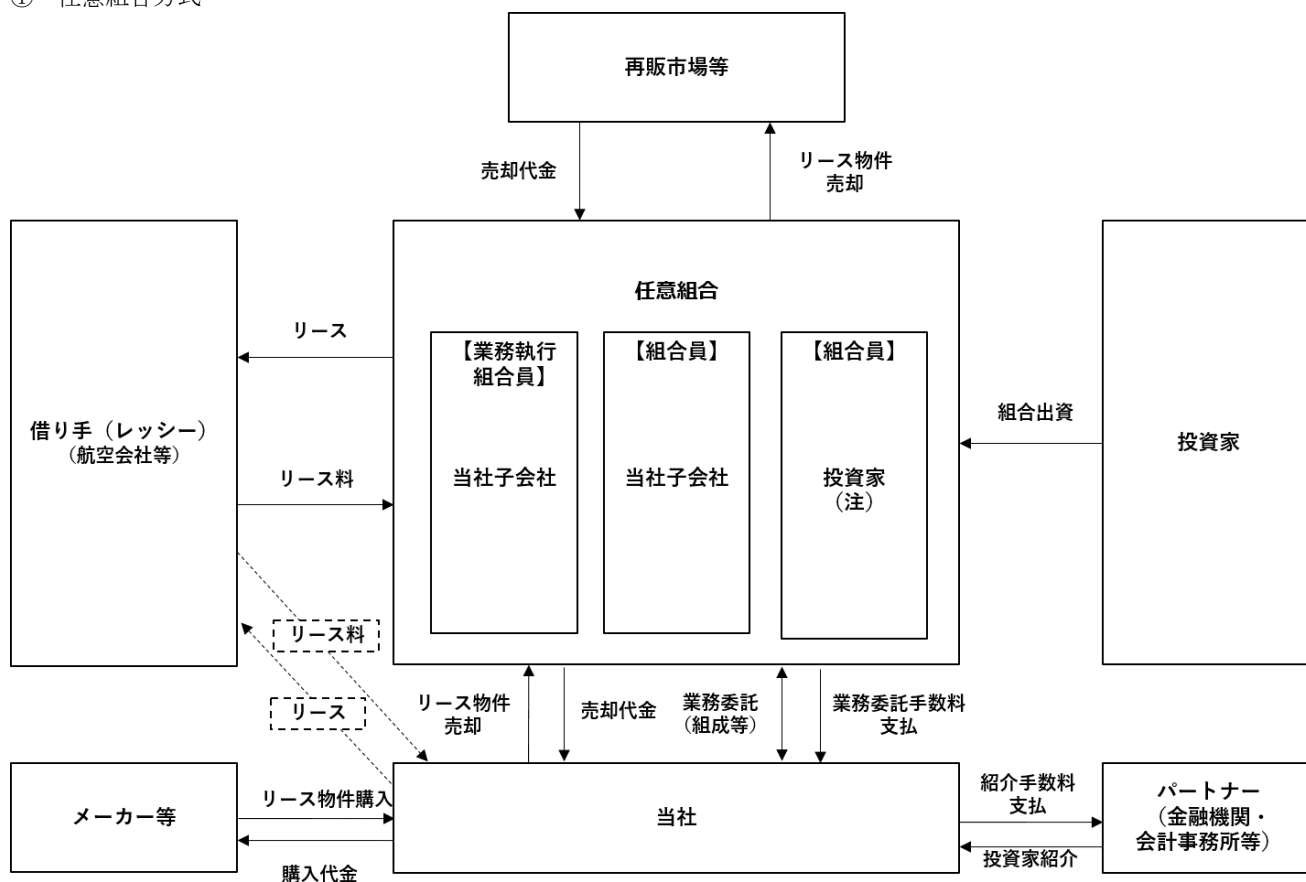 ① 任意組合方式
再販市場等
売却代金
リース物件
売却
任意組合
リース
【業務執行
組合員】
【組合員】
【組合員】
組合出資
借り手（レッシー）
（航空会社等）
投資家
リース料
当社子会社
当社子会社
投資家
（注）
リース料
リース
リース物件
売却
売却代金
業務委託
（組成等）
業務委託手数料
支払
メーカー等
リース物件購入
購入代金
当社
紹介手数料
支払
投資家紹介
パートナー
（金融機関・
会計事務所等）